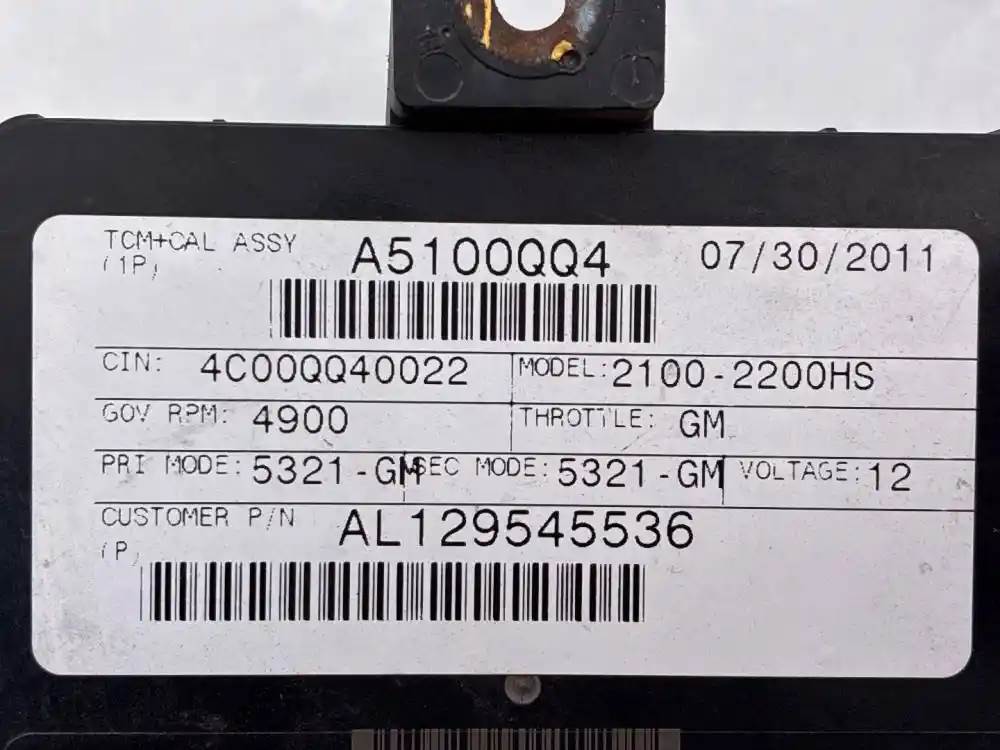 TCM+CAL ASSY A5100QQ4 07/30/2011
(1P)
CIN: 4C00QQ40022 MODEL: 2100-2200HS
GOV RPM: 4900 THROTTLE: GM
PRI MODE: 5321-GM SEC MODE: 5321-GM VOLTAGE: 12
CUSTOMER P/N AL129545536
(P)